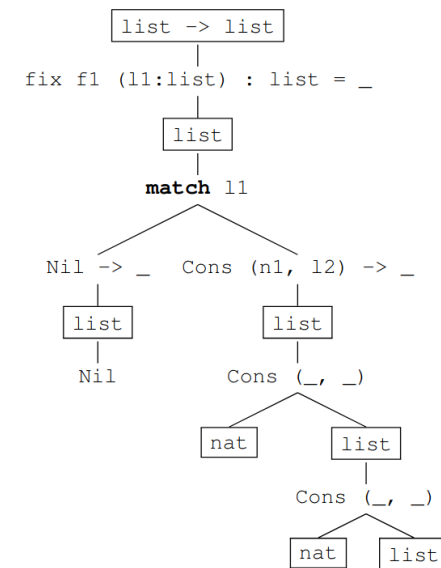 list -> list
fix f1 (l1:list) : list = _
list
match l1
Nil -> _ Cons (n1, l2) -> _
list list
Nil Cons (_, _)
nat list
Cons (_, _)
nat list